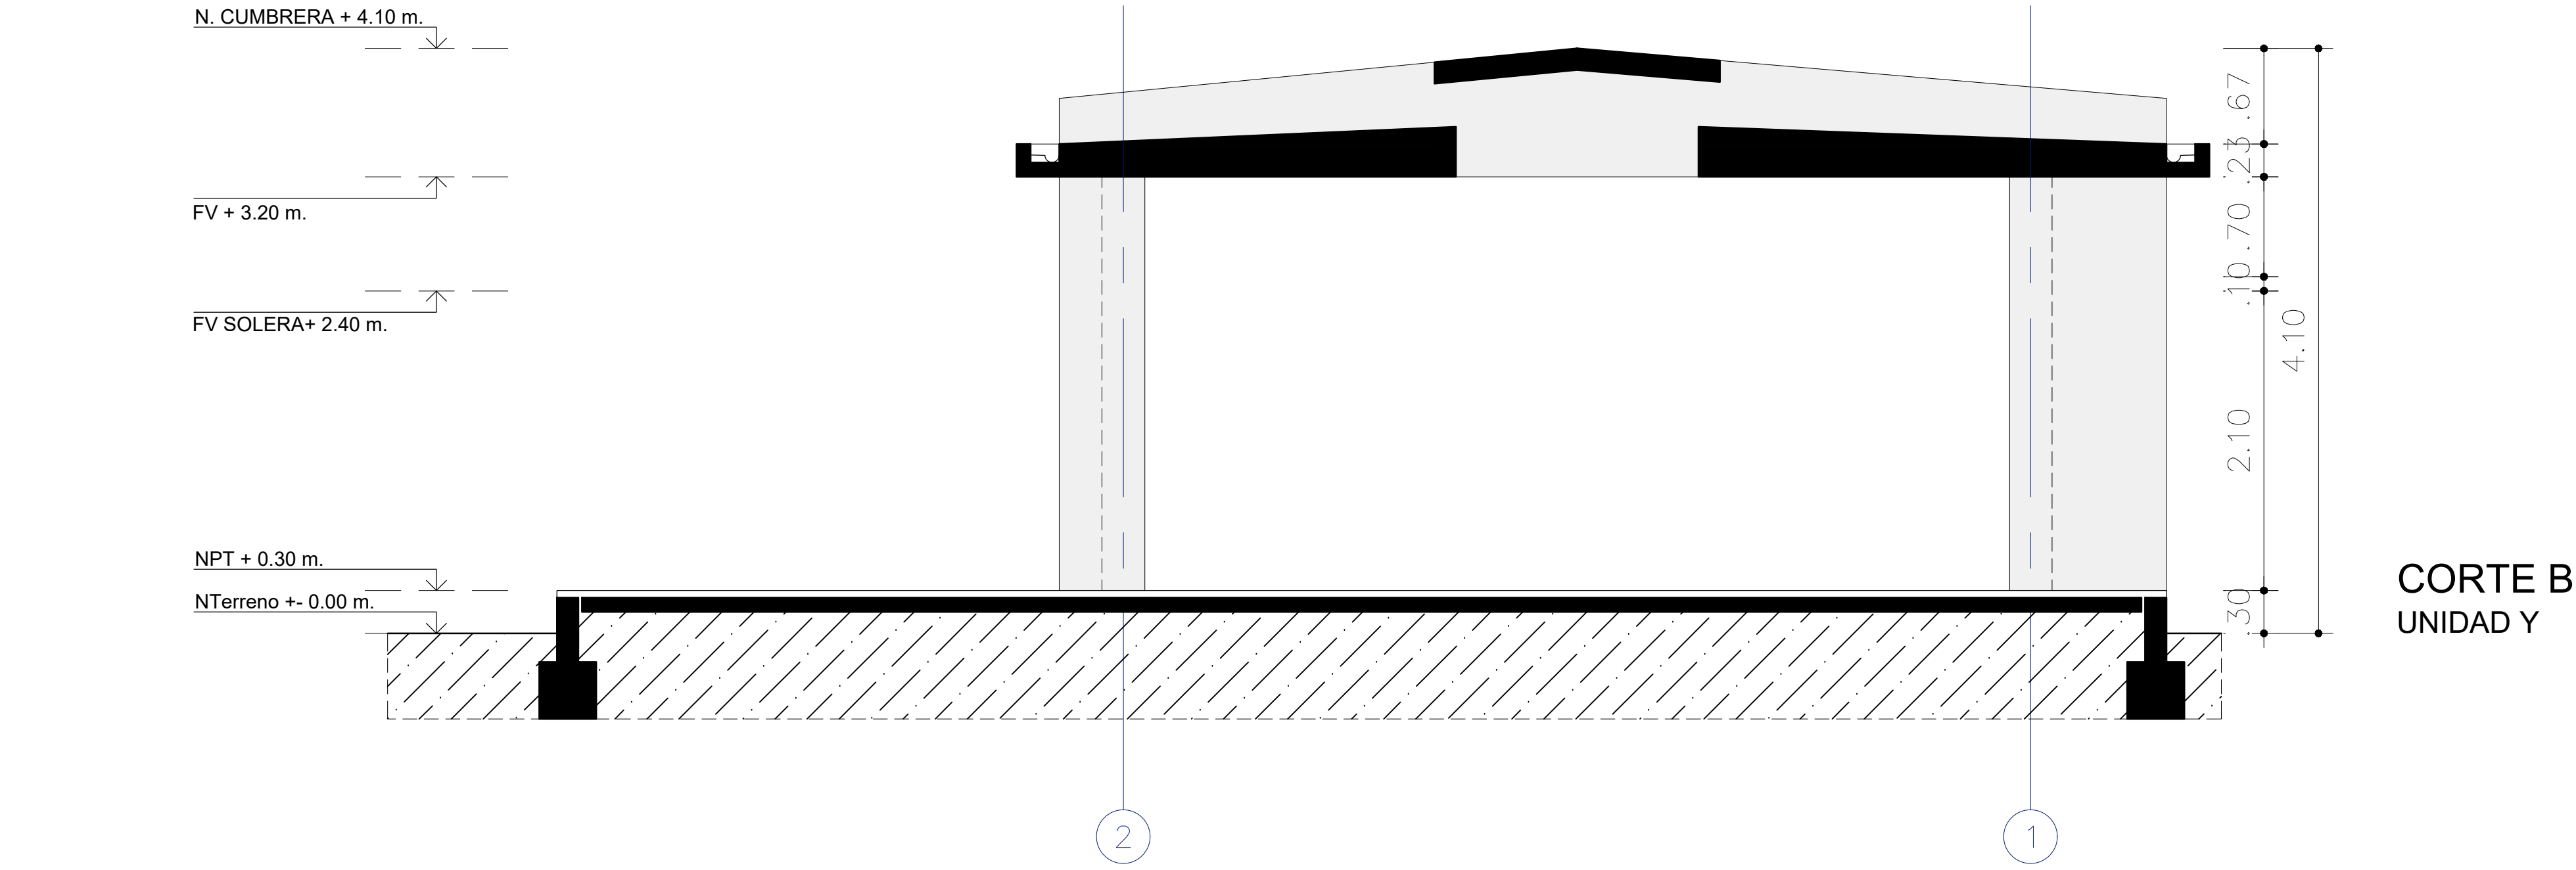 N. CUMBRERA + 4.10 m.
FV + 3.20 m.
FV SOLERA+ 2.40 m.
NPT + 0.30 m.
NTerreno +- 0.00 m.
.67
.23
.70
.10
2.10
.30
4.10
CORTE B
UNIDAD Y
2
1